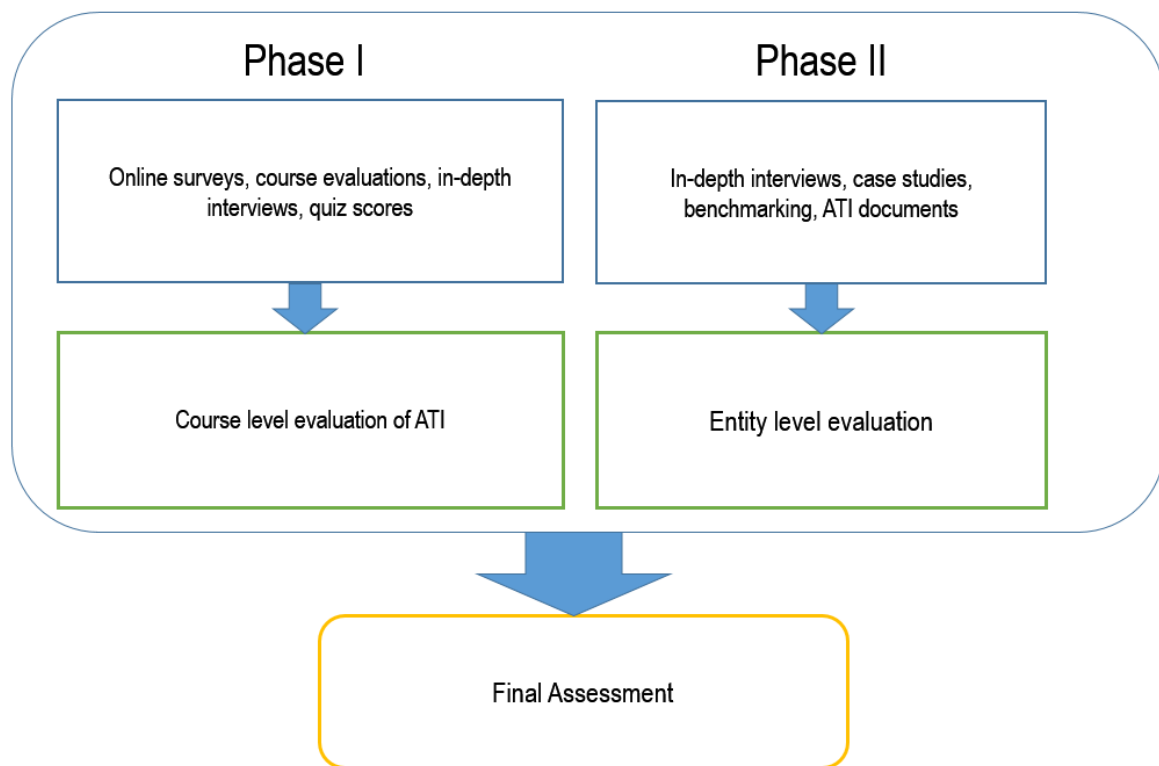 Phase I
Phase II
Online surveys, course evaluations, in-depth
interviews, quiz scores
In-depth interviews, case studies,
benchmarking, ATI documents
Course level evaluation of ATI
Entity level evaluation
Final Assessment